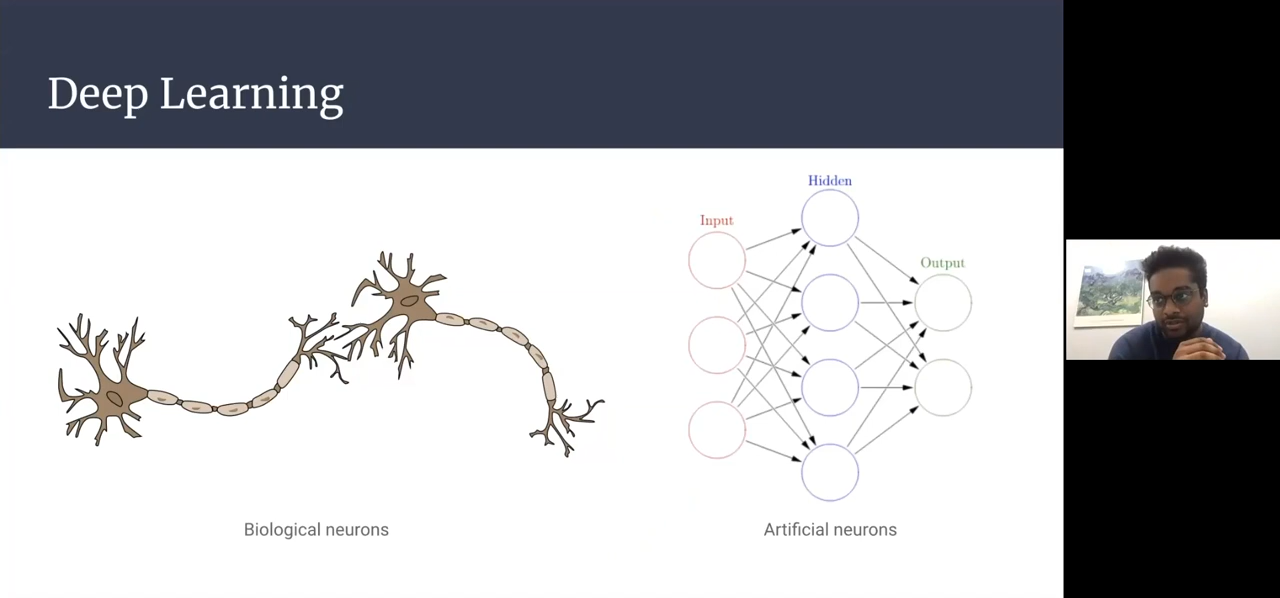 Deep Learning
Hidden
Input
Output
Biological neurons
Artificial neurons